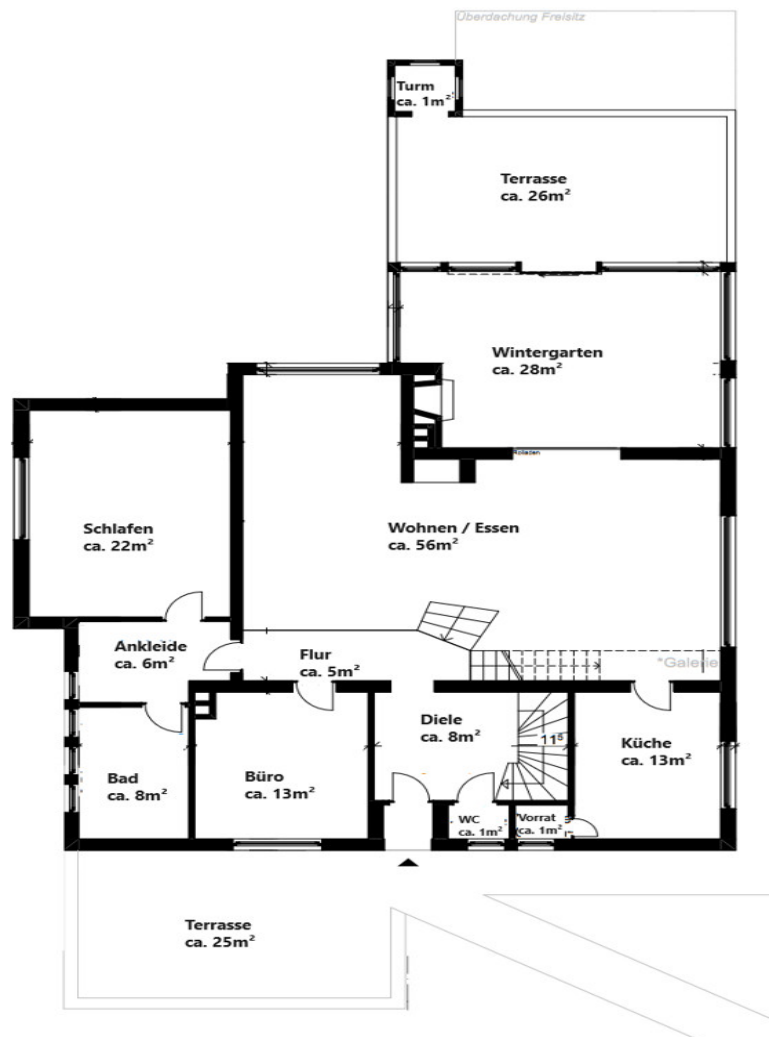 Überdachung Freisitz
Turm
ca. 1m²
Terrasse
ca. 26m²
Wintergarten
ca. 28m²
Rolladen
Schlafen
ca. 22m²
Wohnen / Essen
ca. 56m²
Ankleide
ca. 6m²
Flur
ca. 5m²
*Galerie
Diele
ca. 8m²
11⁵
Küche
ca. 13m²
Bad
ca. 8m²
Büro
ca. 13m²
WC
ca. 1m²
Vorrat
ca. 1m²
Terrasse
ca. 25m²